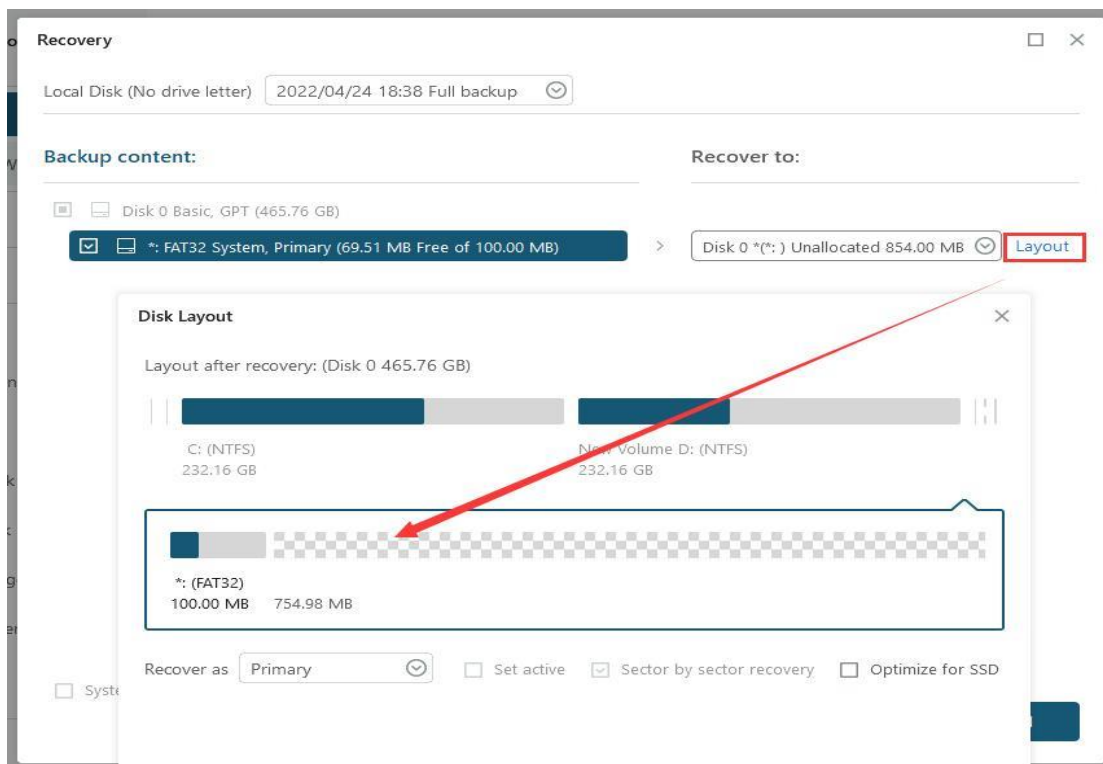 Recovery
Local Disk (No drive letter) 2022/04/24 18:38 Full backup
Backup content: Recover to:
Disk 0 Basic, GPT (465.76 GB)
*: FAT32 System, Primary (69.51 MB Free of 100.00 MB) > Disk 0 *(*: ) Unallocated 854.00 MB Layout
Disk Layout
Layout after recovery: (Disk 0 465.76 GB)
C: (NTFS) New Volume D: (NTFS)
232.16 GB 232.16 GB
*: (FAT32)
100.00 MB 754.98 MB
Recover as Primary Set active Sector by sector recovery Optimize for SSD